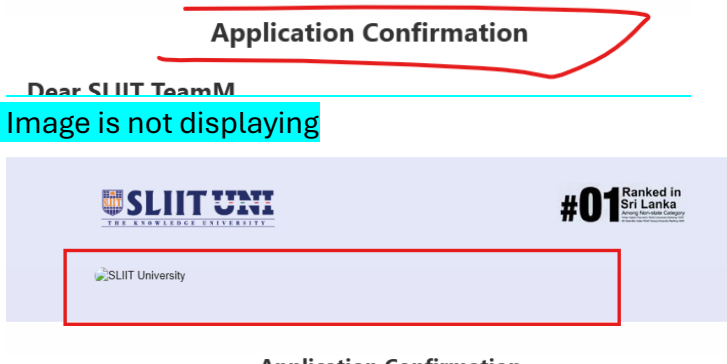 Application Confirmation
Dear SLIIT TeamM
Image is not displaying
SLIIT UNI
THE KNOWLEDGE UNIVERSITY
#01 Ranked in
Sri Lanka
Among Non-state Category
SLIIT University
Application Confirmation